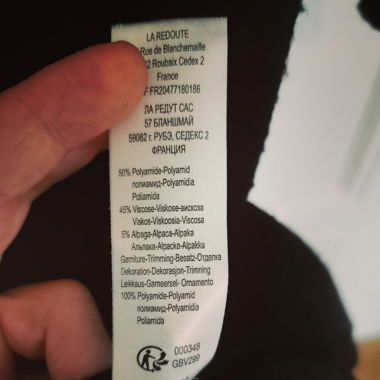 LA REDOUTE
Rue de Blanchemaille
2 Roubaix Cedex 2
France
FR20477180186
ЛА РЕДУТ САС
57 БЛАНШМАЙ
59082 г. РУБЭ, СЕДЕКС 2
ФРАНЦИЯ
50% Polyamide-Polyamid
полиамид-Polyamidia
Poliamida
45% Viscose-Viskose-вискоза
Viskos-Viskoosia-Viscosa
5% Alpaga-Alpaca-Alpaka
Альпака-Alpacka-Alpakka
Garniture-Trimming-Besatz-Отделка
Dekoration-Dekorasjon-Trimming
Leikkaus-Garneersel- Ornamento
100% Polyamide-Polyamid
полиамид-Polyamidia
Poliamida
000348
GBV299